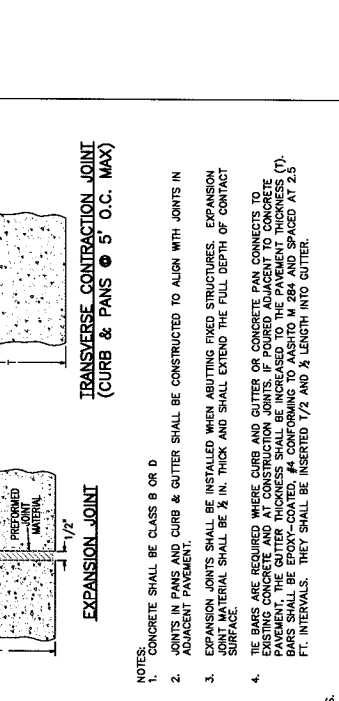 T
PREFORMED
JOINT
MATERIAL
1/2"
EXPANSION JOINT
TRANSVERSE CONTRACTION JOINT
(CURB & PANS @ 5' O.C. MAX)
NOTES:
1. CONCRETE SHALL BE CLASS B OR D
2. JOINTS IN PANS AND CURB & GUTTER SHALL BE CONSTRUCTED TO ALIGN WITH JOINTS IN
ADJACENT PAVEMENT.
3. EXPANSION JOINTS SHALL BE INSTALLED WHEN ABUTTING FIXED STRUCTURES. EXPANSION
JOINT MATERIAL SHALL BE ½ IN. THICK AND SHALL EXTEND THE FULL DEPTH OF CONTACT
SURFACE.
4. TIE BARS ARE REQUIRED WHERE CURB AND GUTTER OR CONCRETE PAN CONNECTS TO
EXISTING CONCRETE AND AT CONSTRUCTION JOINTS. IF POURED ADJACENT TO CONCRETE
PAVEMENT, THE GUTTER THICKNESS SHALL BE INCREASED TO THE PAVEMENT THICKNESS (T).
BARS SHALL BE EPOXY-COATED, #4 CONFORMING TO AASHTO M 284 AND SPACED AT 2.5
FT. INTERVALS. THEY SHALL BE INSERTED T/2 AND ½ LENGTH INTO GUTTER.